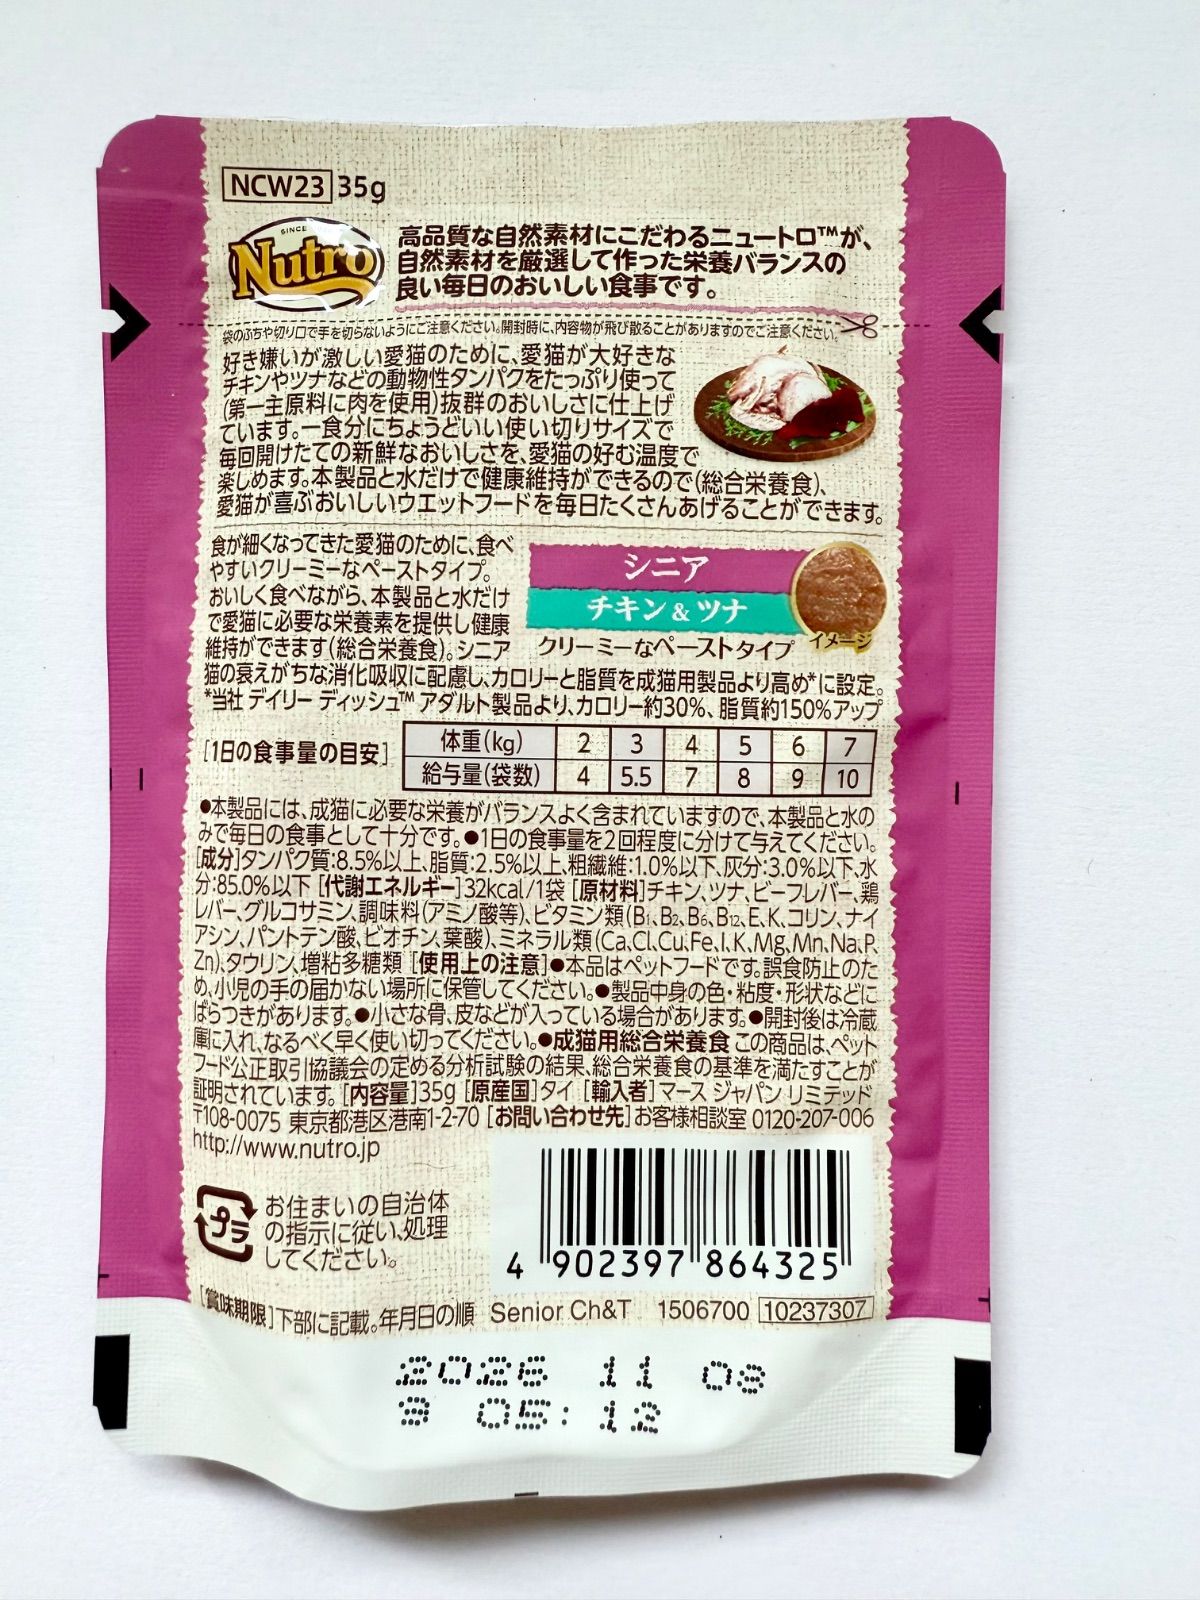 NCW23 35g
SINCE
Nutro
高品質な自然素材にこだわるニュートロ™が、
自然素材を厳選して作った栄養バランスの
良い毎日のおいしい食事です。
袋のふちや切り口で手を切らないようにご注意ください。開封時に、内容物が飛び散ることがありますのでご注意ください。
好き嫌いが激しい愛猫のために、愛猫が大好きな
チキンやツナなどの動物性タンパクをたっぷり使って
(第一主原料に肉を使用)抜群のおいしさに仕上げ
ています。一食分にちょうどいい使い切りサイズで
毎回開けたての新鮮なおいしさを、愛猫の好む温度で
楽しめます。本製品と水だけで健康維持ができるので(総合栄養食)、
愛猫が喜ぶおいしいウエットフードを毎日たくさんあげることができます。
食が細くなってきた愛猫のために、食べ
やすいクリーミーなペーストタイプ。
おいしく食べながら、本製品と水だけ
で愛猫に必要な栄養素を提供し健康
維持ができます(総合栄養食)。シニア
猫の衰えがちな消化吸収に配慮し、カロリーと脂質を成猫用製品より高め*に設定。
*当社 デイリー ディッシュ™ アダルト製品より、カロリー約30%、脂質約150%アップ
シニア
チキン&ツナ
クリーミーなペーストタイプ
イメージ
[1日の食事量の目安]
体重(kg) 2 3 4 5 6 7
給与量(袋数) 4 5.5 7 8 9 10
●本製品には、成猫に必要な栄養がバランスよく含まれていますので、本製品と水の
みで毎日の食事として十分です。●1日の食事量を2回程度に分けて与えてください。
[成分]タンパク質:8.5%以上、脂質:2.5%以上、粗繊維:1.0%以下、灰分:3.0%以下、水
分:85.0%以下 [代謝エネルギー]32kcal/1袋 [原材料]チキン、ツナ、ビーフレバー、鶏
レバー、グルコサミン、調味料(アミノ酸等)、ビタミン類(B1、B2、B6、B12、E、K、コリン、ナイ
アシン、パントテン酸、ビオチン、葉酸)、ミネラル類(Ca、Cl、Cu、Fe、I、K、Mg、Mn、Na、P、
Zn)、タウリン、増粘多糖類 [使用上の注意]●本品はペットフードです。誤食防止のた
め、小児の手の届かない場所に保管してください。●製品中身の色・粘度・形状などに
ばらつきがあります。●小さな骨、皮などが入っている場合があります。●開封後は冷蔵
庫に入れ、なるべく早く使い切ってください。●成猫用総合栄養食 この商品は、ペット
フード公正取引協議会の定める分析試験の結果、総合栄養食の基準を満たすことが
証明されています。[内容量]35g [原産国]タイ [輸入者]マース ジャパン リミテッド
〒108-0075 東京都港区港南1-2-70 [お問い合わせ先]お客様相談室 0120-207-006
http://www.nutro.jp
プラ
お住まいの自治体
の指示に従い、処理
してください。
4 902397 864325
[賞味期限]下部に記載。年月日の順 Senior Ch&T 1506700 10237307
2026 11 08
9 05:12